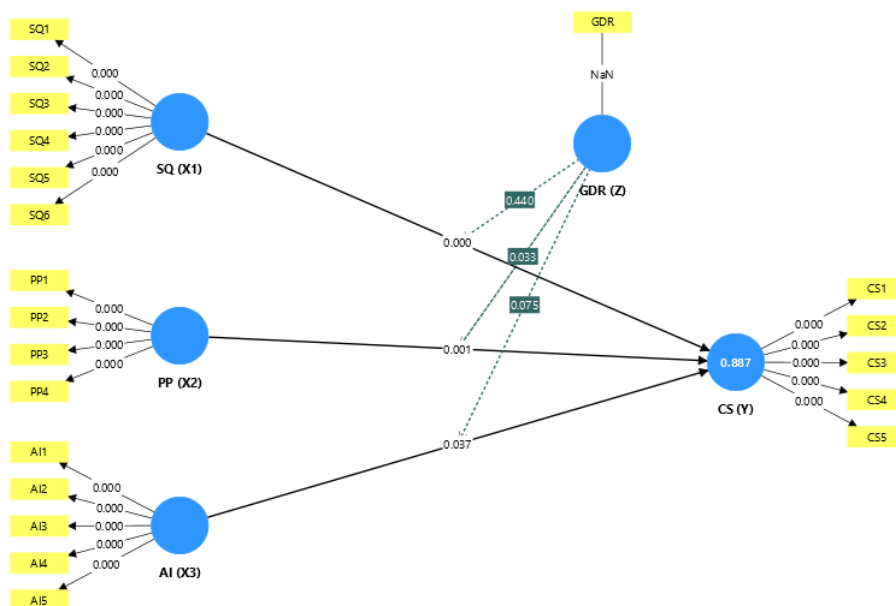 SQ1
SQ2
SQ3
SQ4
SQ5
SQ6
0.000
0.000
0.000
0.000
0.000
0.000
SQ (X1)
GDR
NaN
GDR (Z)
0.440
0.000
0.033
0.075
PP1
PP2
PP3
PP4
0.000
0.000
0.000
0.000
PP (X2)
0.001
0.887
CS (Y)
CS1
CS2
CS3
CS4
CS5
0.000
0.000
0.000
0.000
0.000
AI1
AI2
AI3
AI4
AI5
0.000
0.000
0.000
0.000
0.000
AI (X3)
0.037